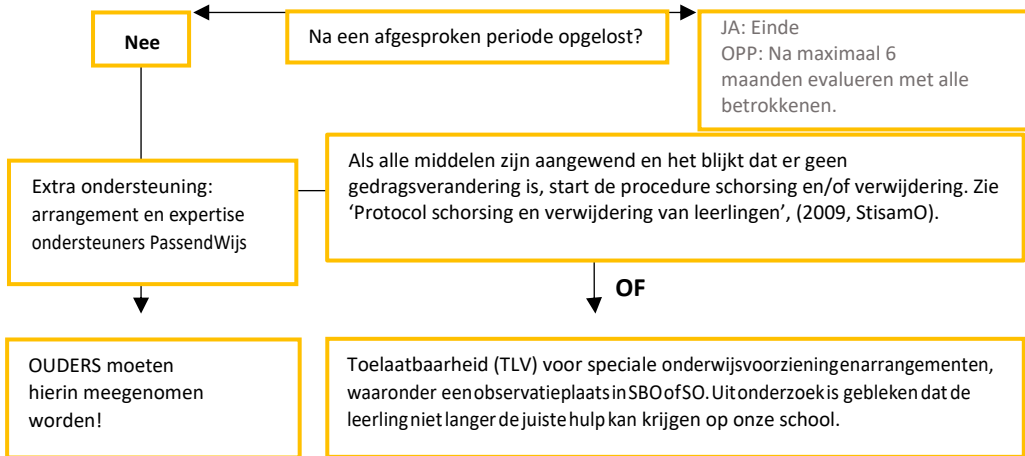 Nee
Na een afgesproken periode opgelost?
JA: Einde
OPP: Na maximaal 6
maanden evalueren met alle
betrokkenen.
Extra ondersteuning:
arrangement en expertise
ondersteuners PassendWijs
Als alle middelen zijn aangewend en het blijkt dat er geen
gedragsverandering is, start de procedure schorsing en/of verwijdering. Zie
‘Protocol schorsing en verwijdering van leerlingen’, (2009, StisamO).
OF
OUDERS moeten
hierin meegenomen
worden!
Toelaatbaarheid (TLV) voor speciale onderwijsvoorzieningenarrangementen,
waaronder een observatieplaats in SBO of SO. Uit onderzoek is gebleken dat de
leerling niet langer de juiste hulp kan krijgen op onze school.